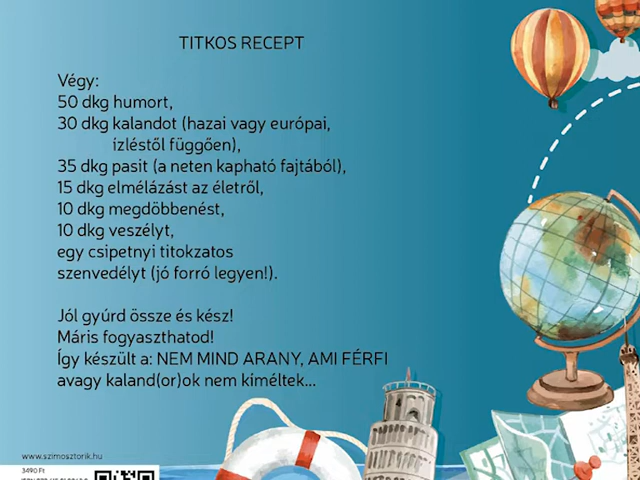 TITKOS RECEPT
Végy:
50 dkg humort,
30 dkg kalandot (hazai vagy európai,
ízléstől függően),
35 dkg pasit (a neten kapható fajtából),
15 dkg elmélázást az életről,
10 dkg megdöbbenést,
10 dkg veszélyt,
egy csipetnyi titokzatos
szenvedélyt (jó forró legyen!).
Jól gyúrd össze és kész!
Máris fogyaszthatod!
Így készült a: NEM MIND ARANY, AMI FÉRFI
avagy kaland(or)ok nem kíméltek...
www.szimosztorik.hu
3490 Ft